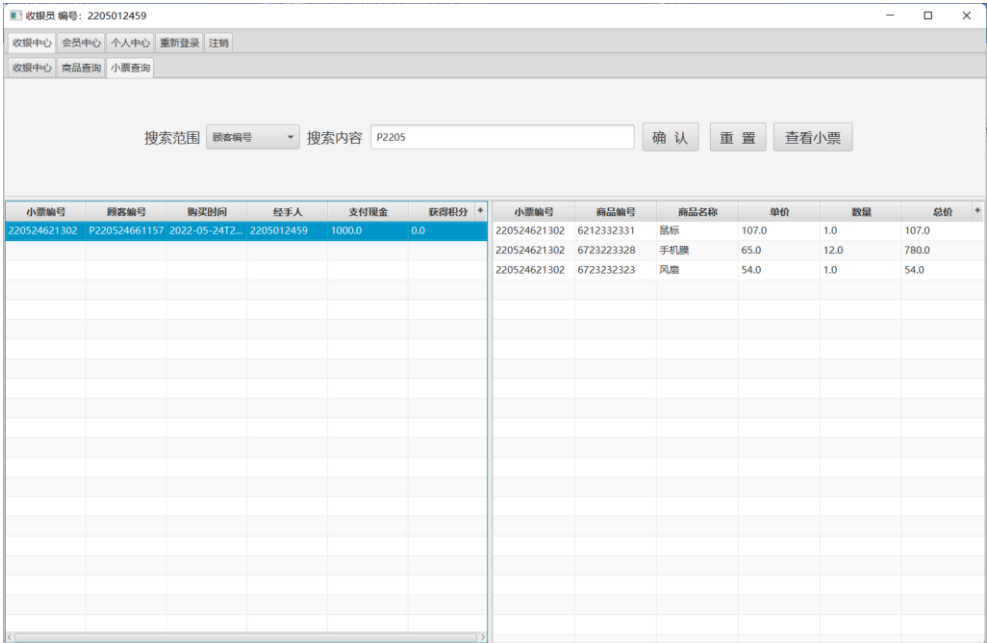 收银员 编号：2205012459
收银中心 会员中心 个人中心 重新登录 注销
收银中心 商品查询 小票查询
搜索范围 顾客编号 搜索内容 P2205 确 认 重 置 查看小票
小票编号 顾客编号 购买时间 经手人 支付现金 获得积分 + 小票编号 商品编号 商品名称 单价 数量 总价 +
220524621302 P220524661157 2022-05-24T2... 2205012459 1000.0 0.0 220524621302 6212332331 鼠标 107.0 1.0 107.0
220524621302 6723223328 手机膜 65.0 12.0 780.0
220524621302 6723232323 风扇 54.0 1.0 54.0